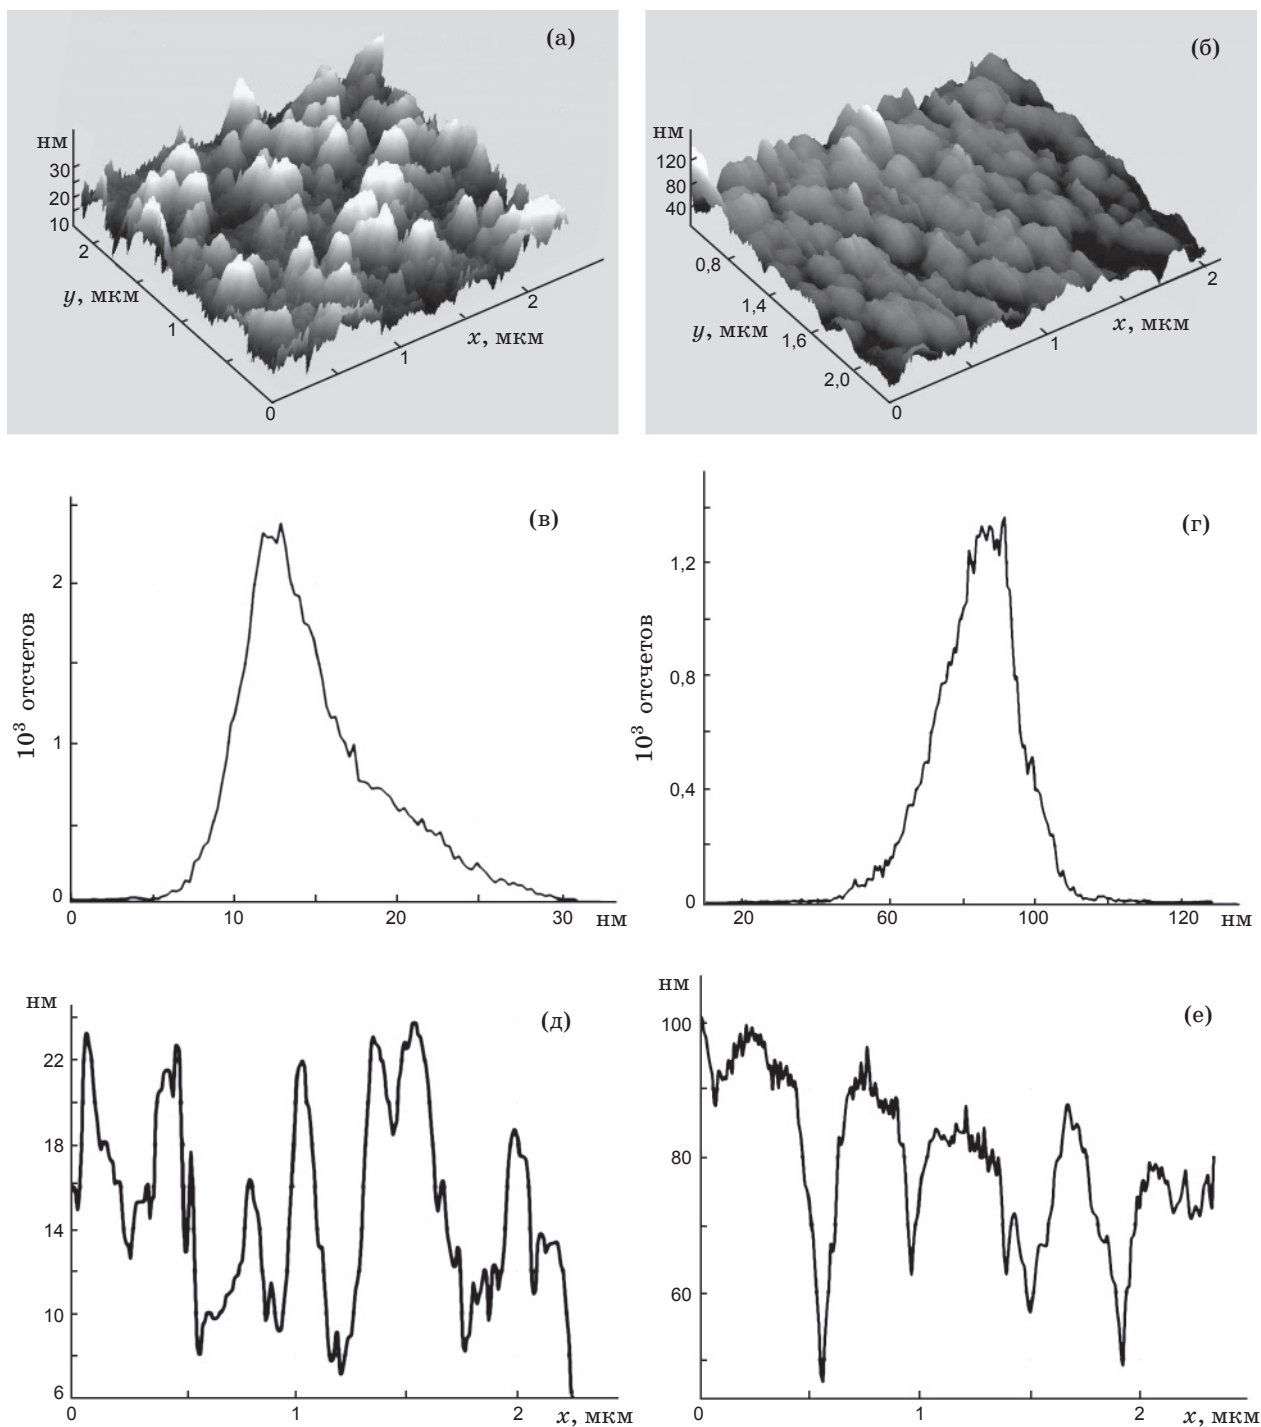 (а)
нм
30
20
10
2
y, мкм
1
0
1
2
x, мкм
(б)
нм
120
80
40
0,8
1,4
y, мкм
1,6
2,0
0
1
2
x, мкм
(в)
10³ отсчетов
2
1
0
0 10 20 30 нм
(г)
10³ отсчетов
1,2
0,8
0,4
0
20 60 100 120 нм
(д)
нм
22
18
14
10
6
0 1 2 x, мкм
(е)
нм
100
80
60
0 1 2 x, мкм